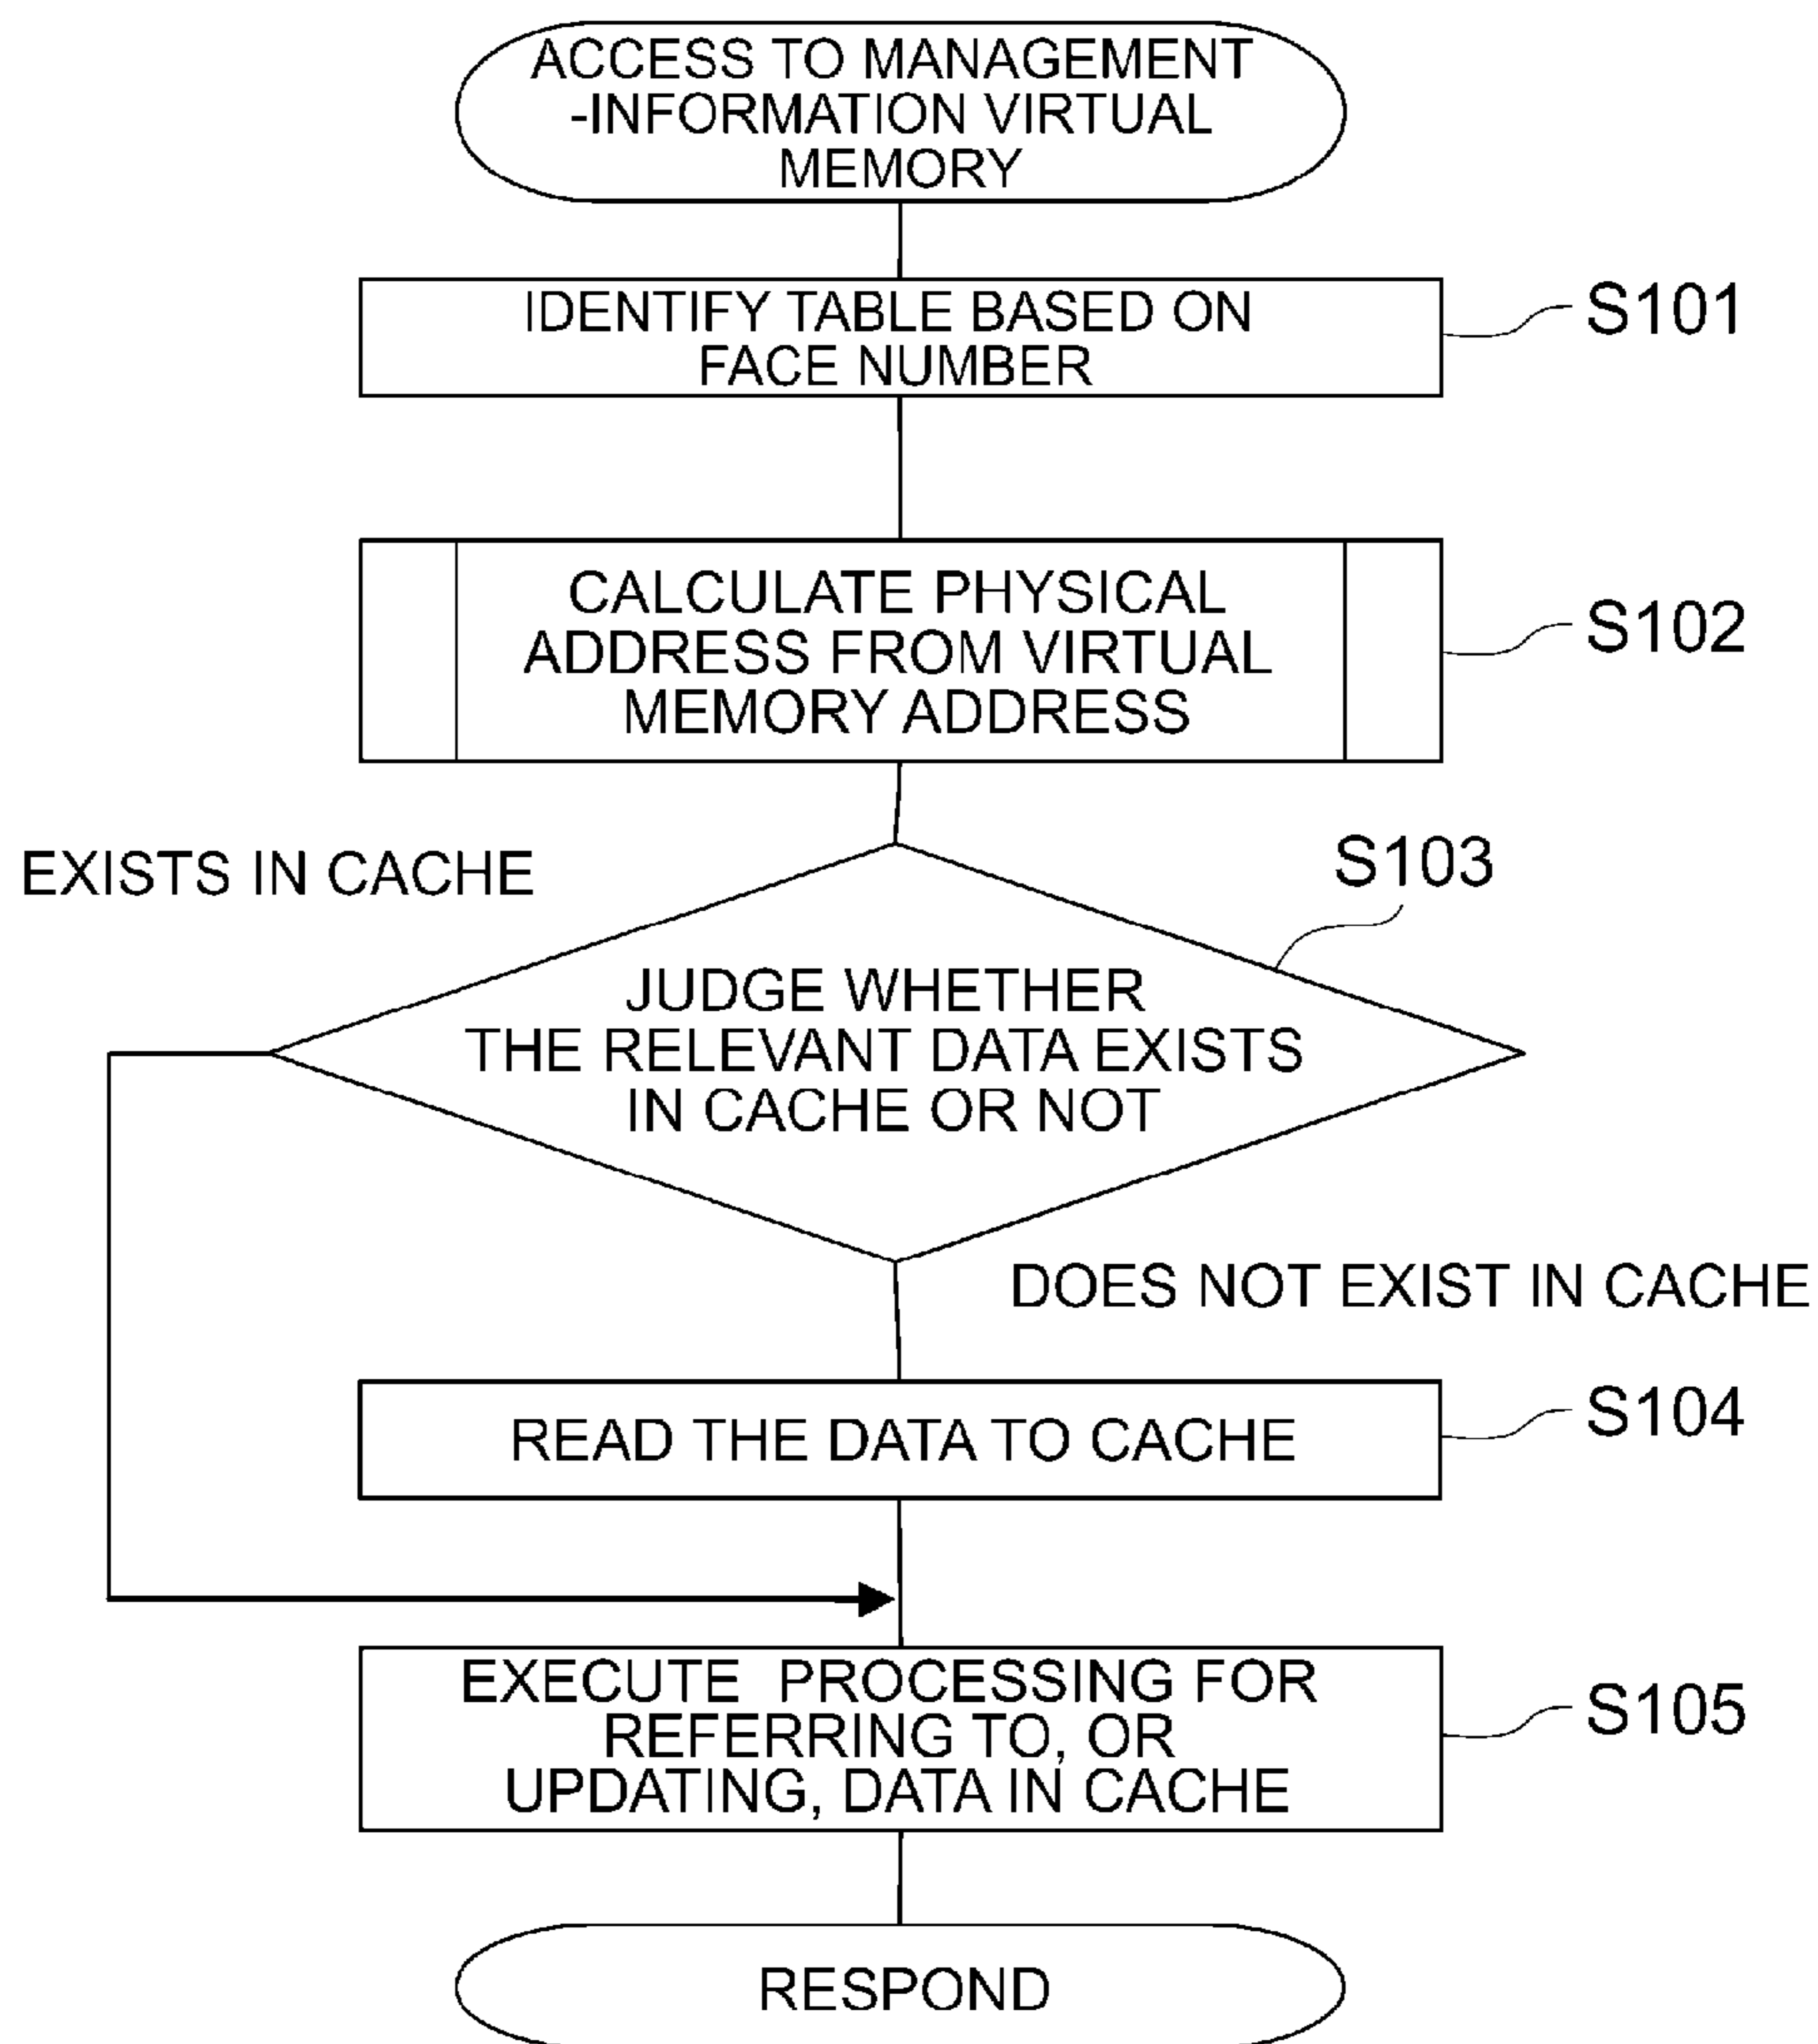 ACCESS TO MANAGEMENT
-INFORMATION VIRTUAL
MEMORY
IDENTIFY TABLE BASED ON
FACE NUMBER
S101
CALCULATE PHYSICAL
ADDRESS FROM VIRTUAL
MEMORY ADDRESS
S102
EXISTS IN CACHE
S103
JUDGE WHETHER
THE RELEVANT DATA EXISTS
IN CACHE OR NOT
DOES NOT EXIST IN CACHE
READ THE DATA TO CACHE
S104
EXECUTE PROCESSING FOR
REFERRING TO, OR
UPDATING, DATA IN CACHE
S105
RESPOND